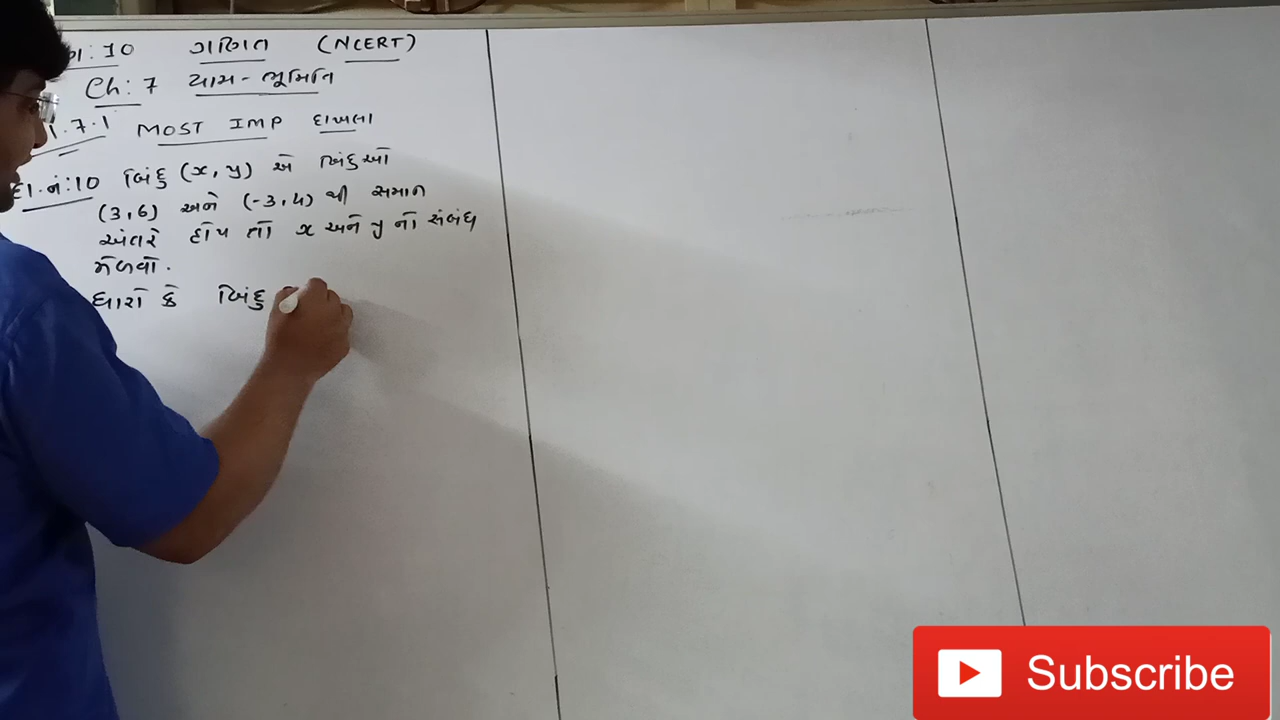 : 10 ગણિત (NCERT)
Ch: 7 યામ - ભૂમિતિ
7.1 MOST IMP દાખલા
દા.નં:10 બિંદુ (x, y) એ બિંદુઓ
(3,6) અને (-3,4) થી સમાન
અંતરે હોય તો x અને y નો સંબંધ
મેળવો.
ધારો કે બિંદુ
Subscribe